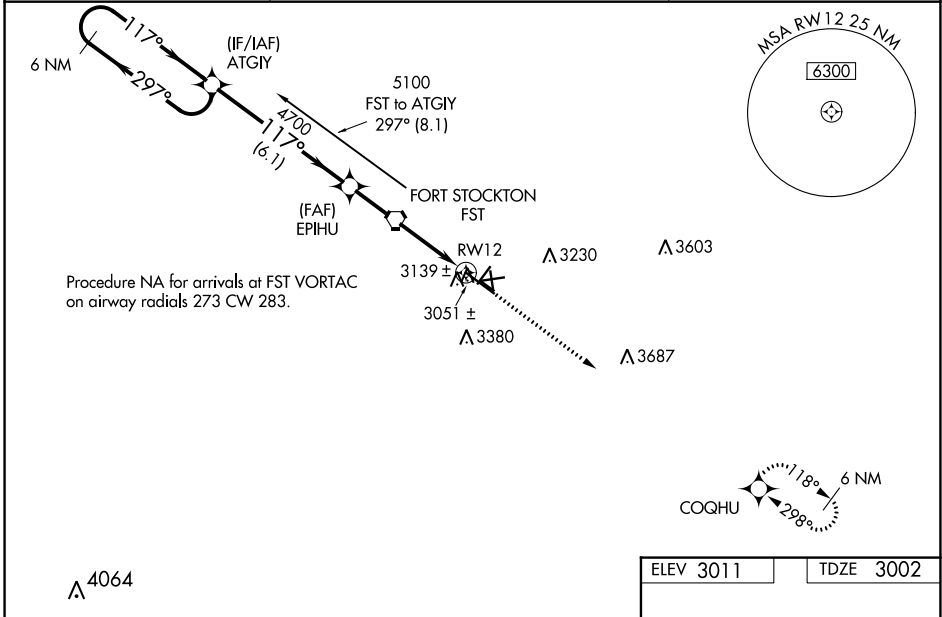 117°
6 NM
297°
(IF/IAF)
ATGIY
5100
FST to ATGIY
297° (8.1)
4700
117°
(6.1)
MSA RW12 25 NM
6300
(FAF)
EPIHU
FORT STOCKTON
FST
RW12
3139 ±
3230
3603
Procedure NA for arrivals at FST VORTAC
on airway radials 273 CW 283.
3051 ±
3380
3687
118°
6 NM
COQHU
298°
4064
ELEV 3011
TDZE 3002